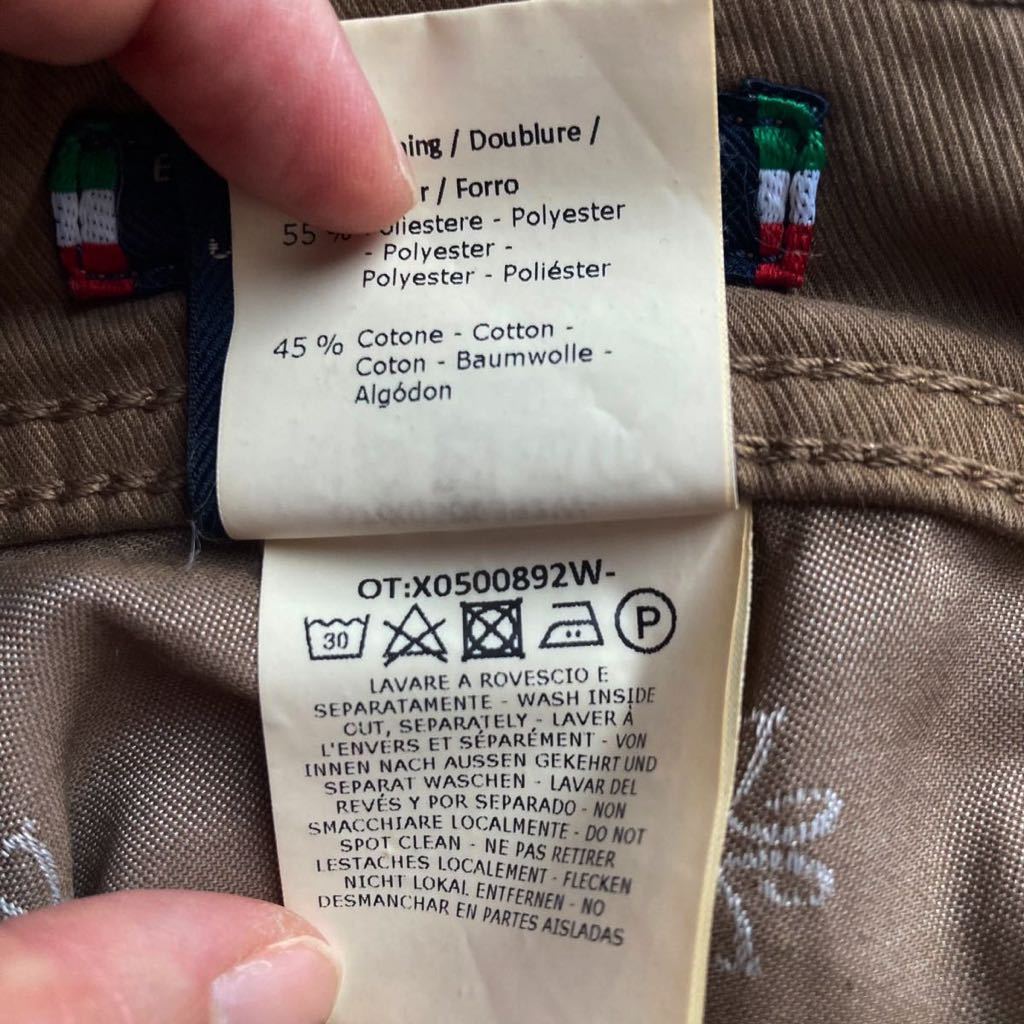 / Doublure /
/ Forro
55 % Poliestere - Polyester
- Polyester -
Polyester - Poliéster
45 % Cotone - Cotton -
Coton - Baumwolle -
Algódon
OT:X0500892W-
30
P
LAVARE A ROVESCIO E
SEPARATAMENTE - WASH INSIDE
OUT, SEPARATELY - LAVER À
L'ENVERS ET SÉPARÉMENT - VON
INNEN NACH AUSSEN GEKEHRT UND
SEPARAT WASCHEN - LAVAR DEL
REVÉS Y POR SEPARADO - NON
SMACCHIARE LOCALMENTE - DO NOT
SPOT CLEAN - NE PAS RETIRER
LESTACHES LOCALEMENT - FLECKEN
NICHT LOKAL ENTFERNEN - NO
DESMANCHAR EN PARTES AISLADAS